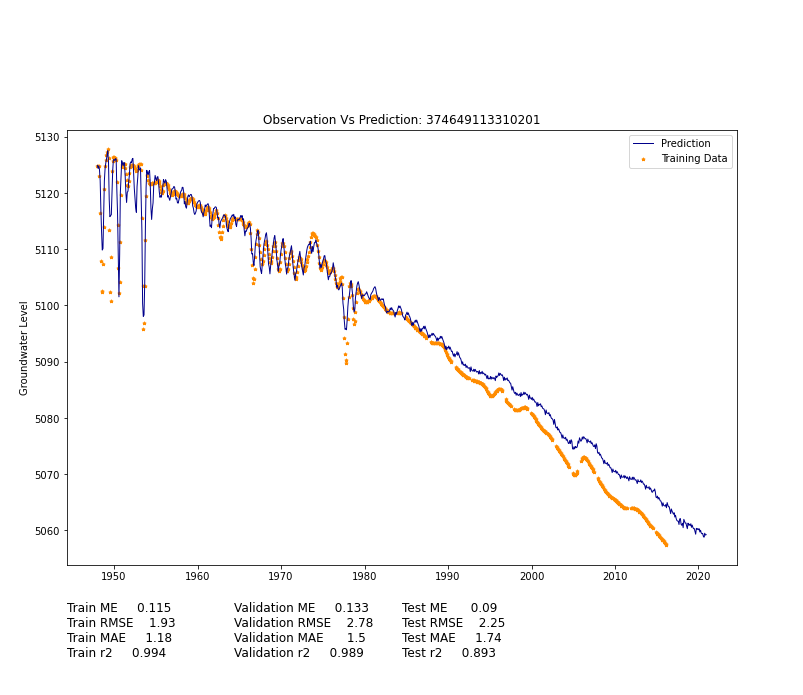 Observation Vs Prediction: 374649113310201
Prediction
Training Data
Groundwater Level
5130
5120
5110
5100
5090
5080
5070
5060
1950 1960 1970 1980 1990 2000 2010 2020
Train ME 0.115 Validation ME 0.133 Test ME 0.09
Train RMSE 1.93 Validation RMSE 2.78 Test RMSE 2.25
Train MAE 1.18 Validation MAE 1.5 Test MAE 1.74
Train r2 0.994 Validation r2 0.989 Test r2 0.893